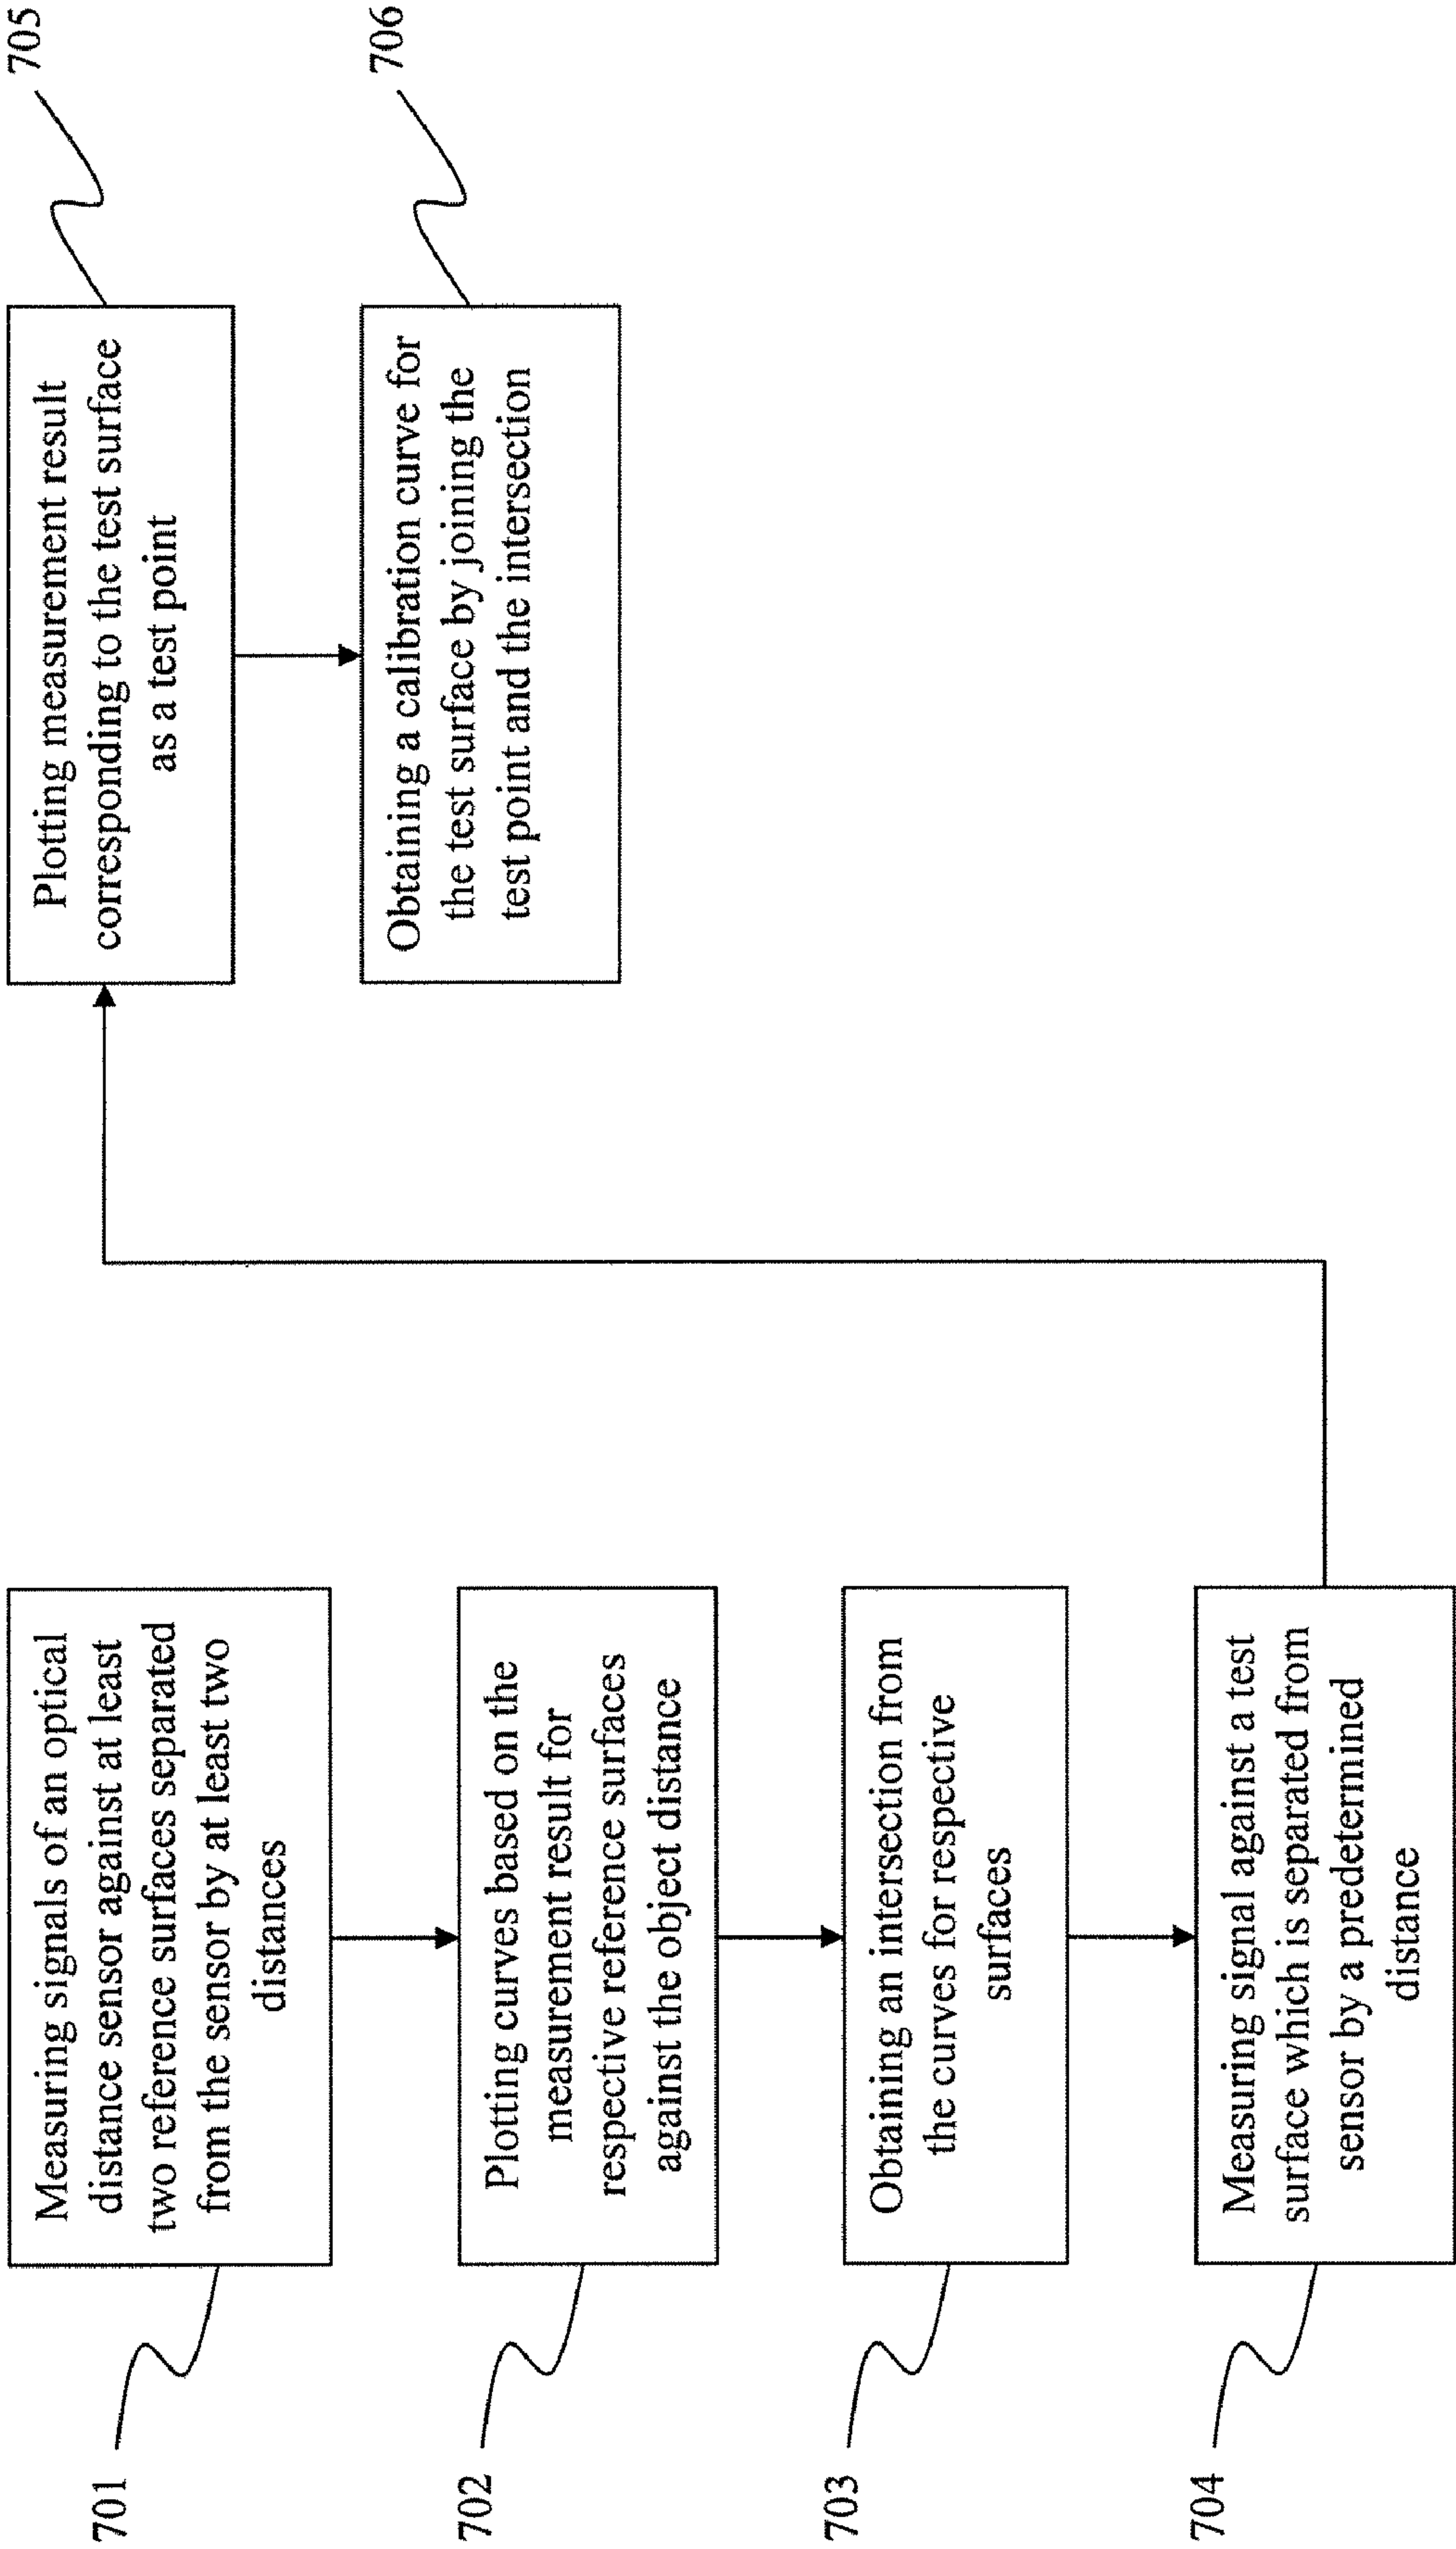 701
Measuring signals of an optical
distance sensor against at least
two reference surfaces separated
from the sensor by at least two
distances
702
Plotting curves based on the
measurement result for
respective reference surfaces
against the object distance
703
Obtaining an intersection from
the curves for respective
surfaces
704
Measuring signal against a test
surface which is separated from
sensor by a predetermined
distance
705
Plotting measurement result
corresponding to the test surface
as a test point
706
Obtaining a calibration curve for
the test surface by joining the
test point and the intersection